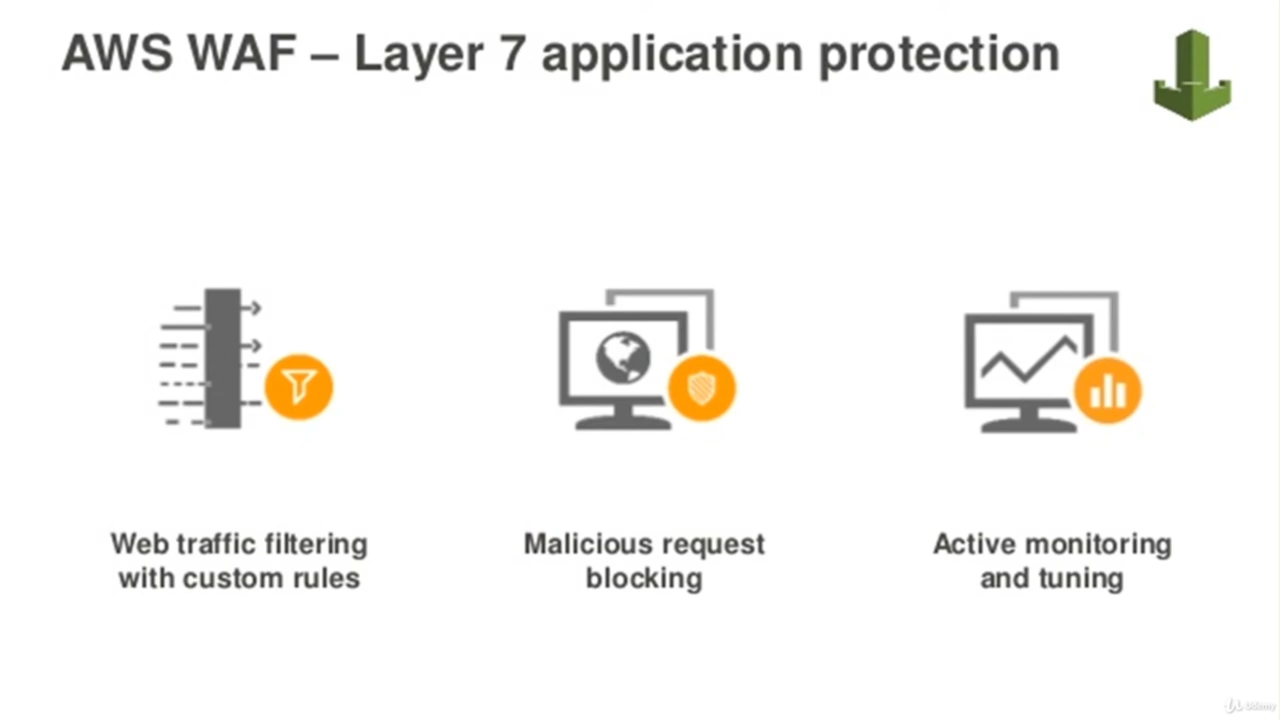 AWS WAF – Layer 7 application protection
Web traffic filtering
with custom rules
Malicious request
blocking
Active monitoring
and tuning
Udemy